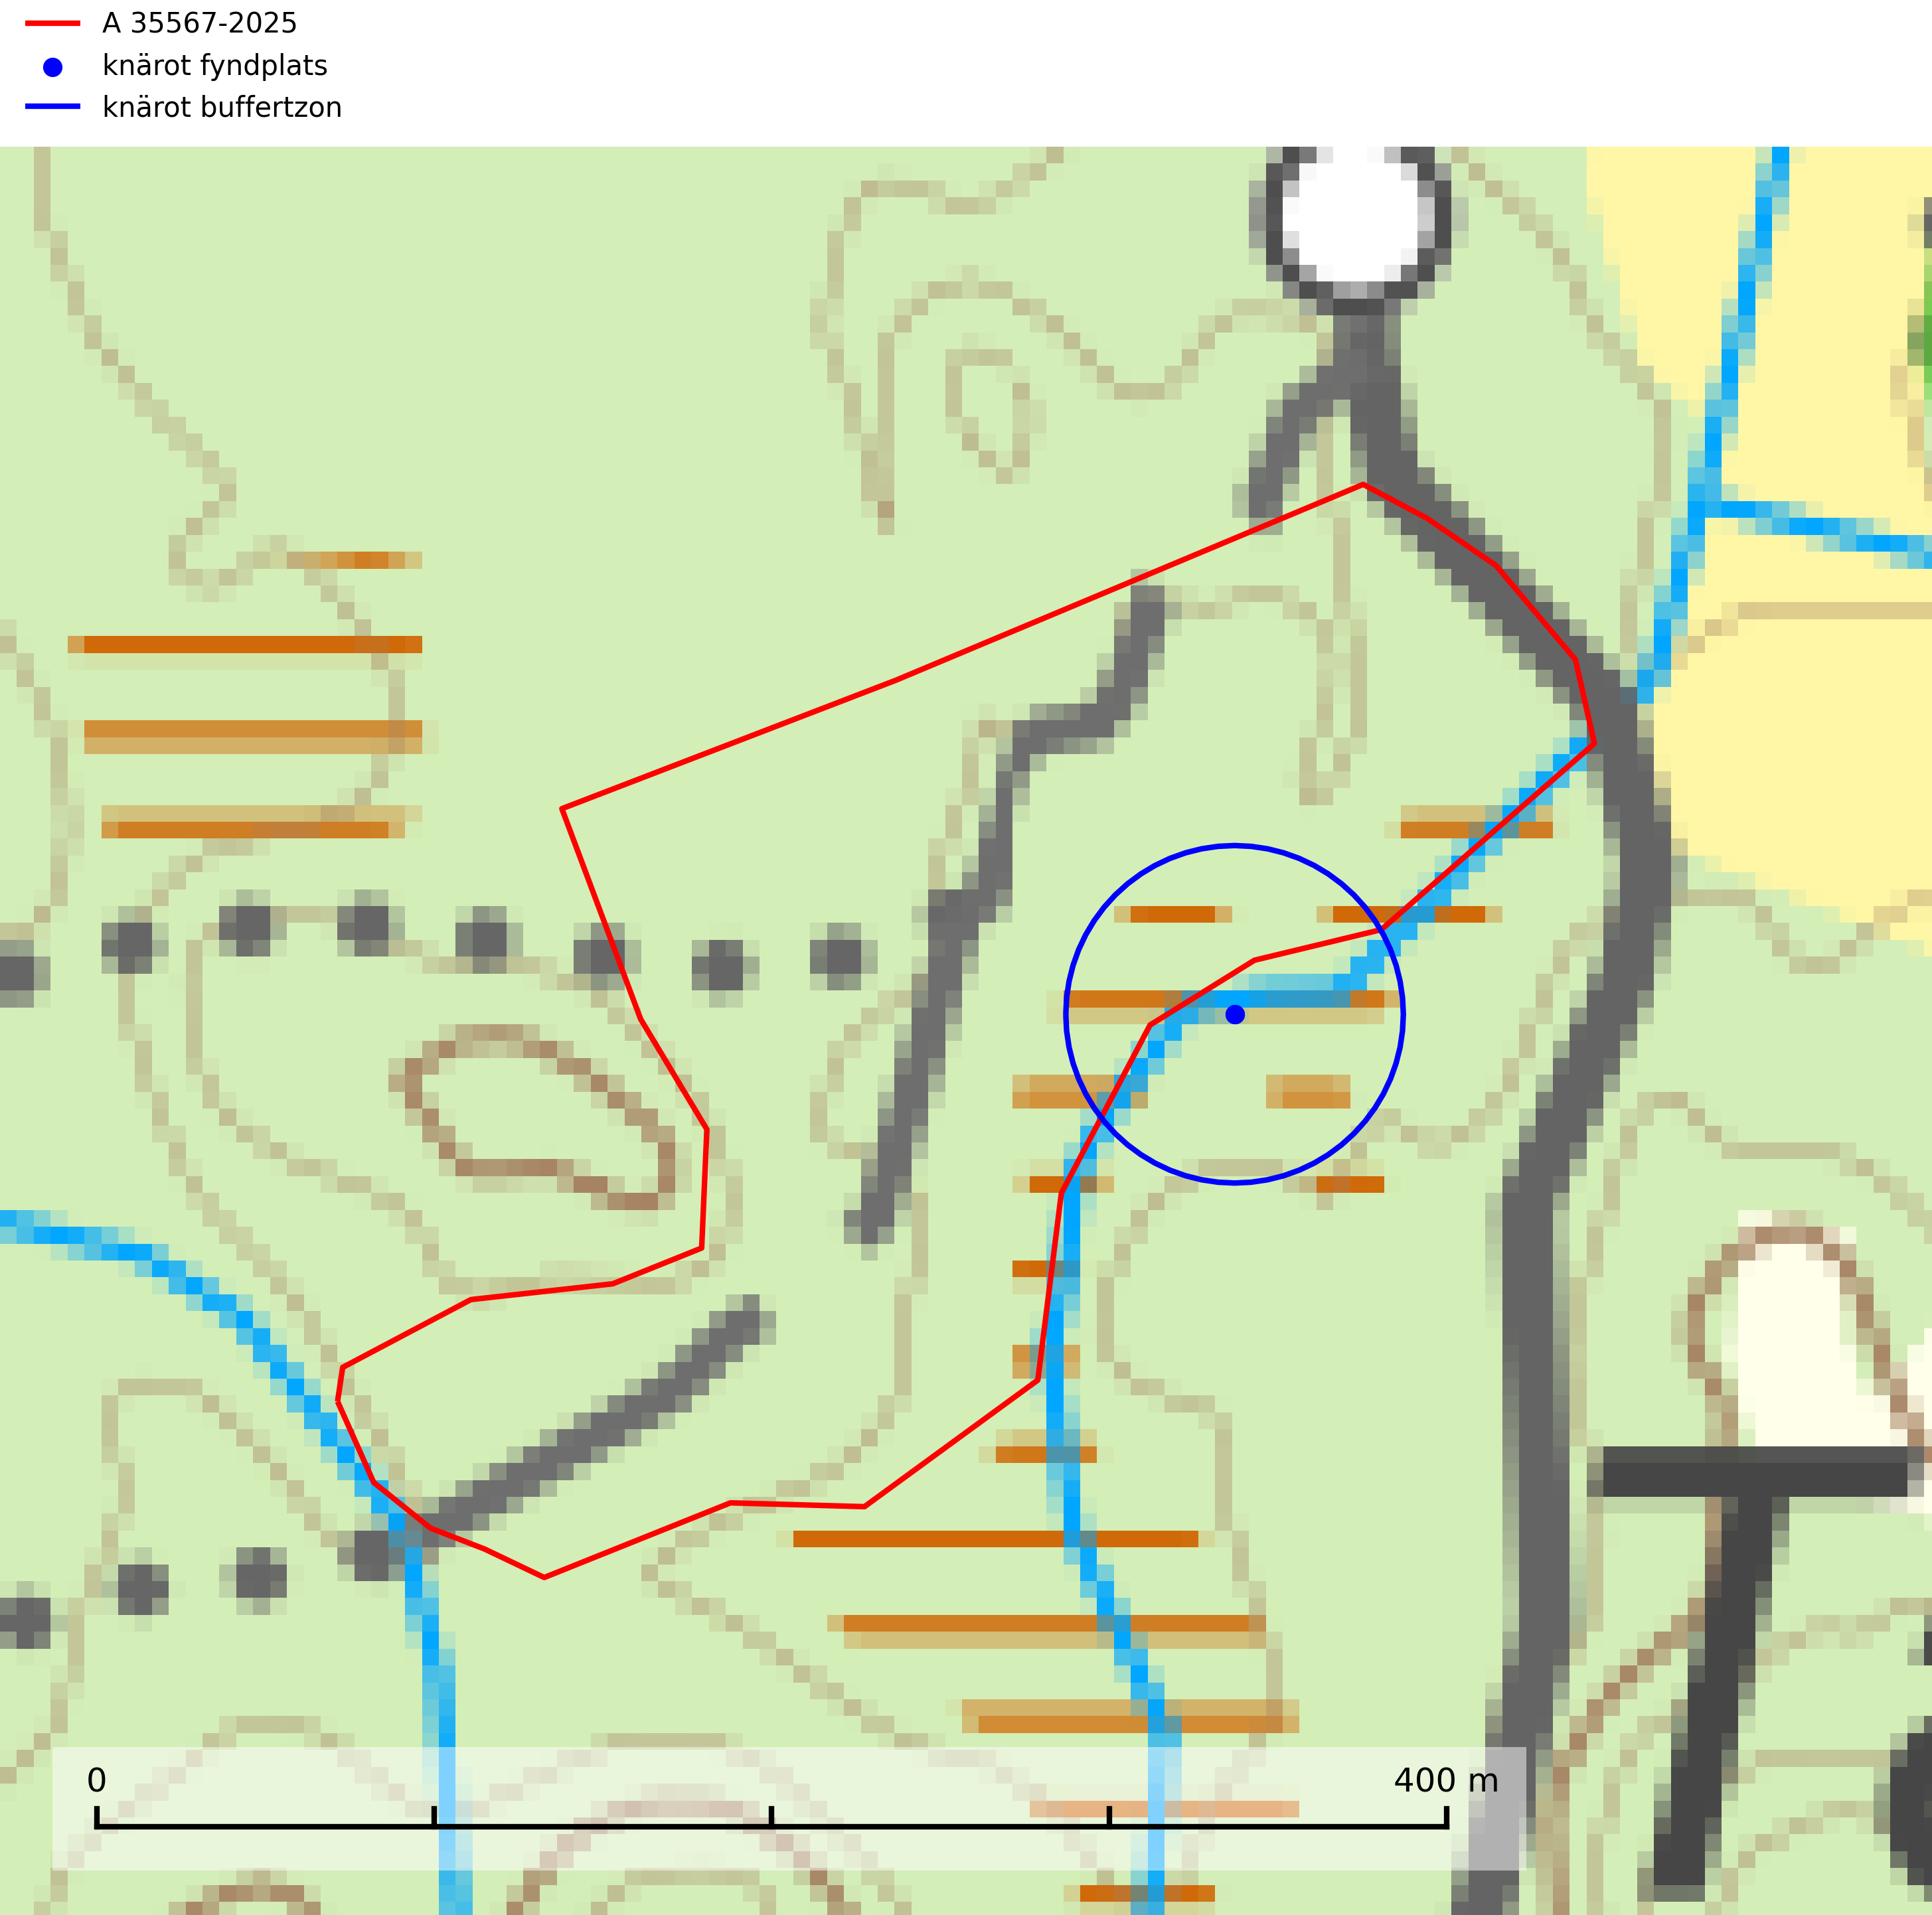 A 35567-2025
knärot fyndplats
knärot buffertzon
0 400 m